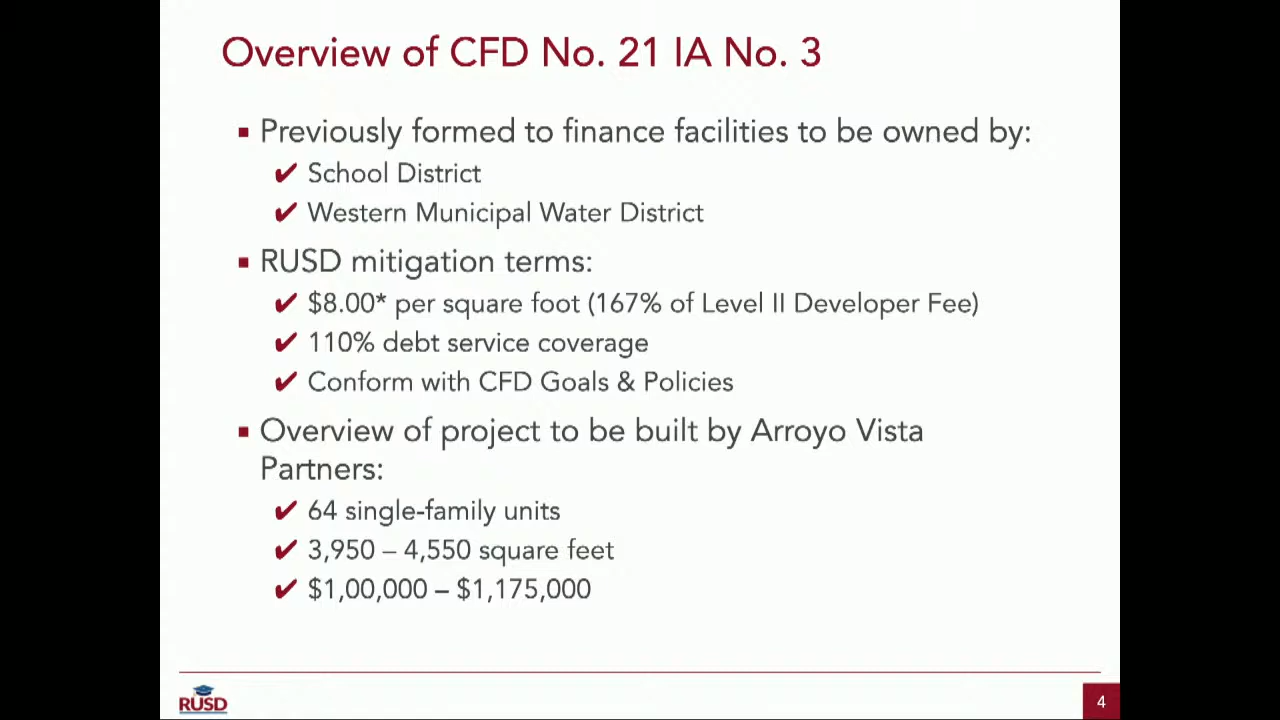 Overview of CFD No. 21 IA No. 3
Previously formed to finance facilities to be owned by:
School District
Western Municipal Water District
RUSD mitigation terms:
$8.00* per square foot (167% of Level II Developer Fee)
110% debt service coverage
Conform with CFD Goals & Policies
Overview of project to be built by Arroyo Vista
Partners:
64 single-family units
3,950 – 4,550 square feet
$1,00,000 – $1,175,000
RUSD
4